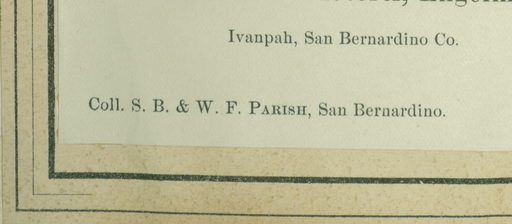 Ivanpah, San Bernardino Co.
Coll. S. B. & W. F. PARISH, San Bernardino.